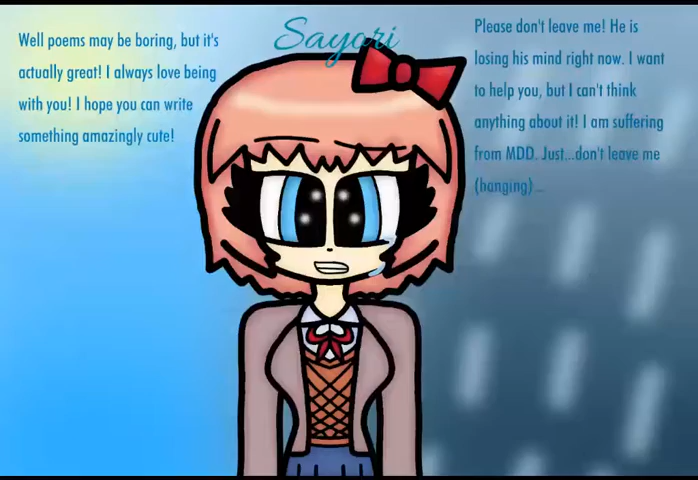 Sayori
Well poems may be boring, but it's
actually great! I always love being
with you! I hope you can write
something amazingly cute!
Please don't leave me! He is
losing his mind right now. I want
to help you, but I can't think
anything about it! I am suffering
from MDD. Just...don't leave me
(hanging)...